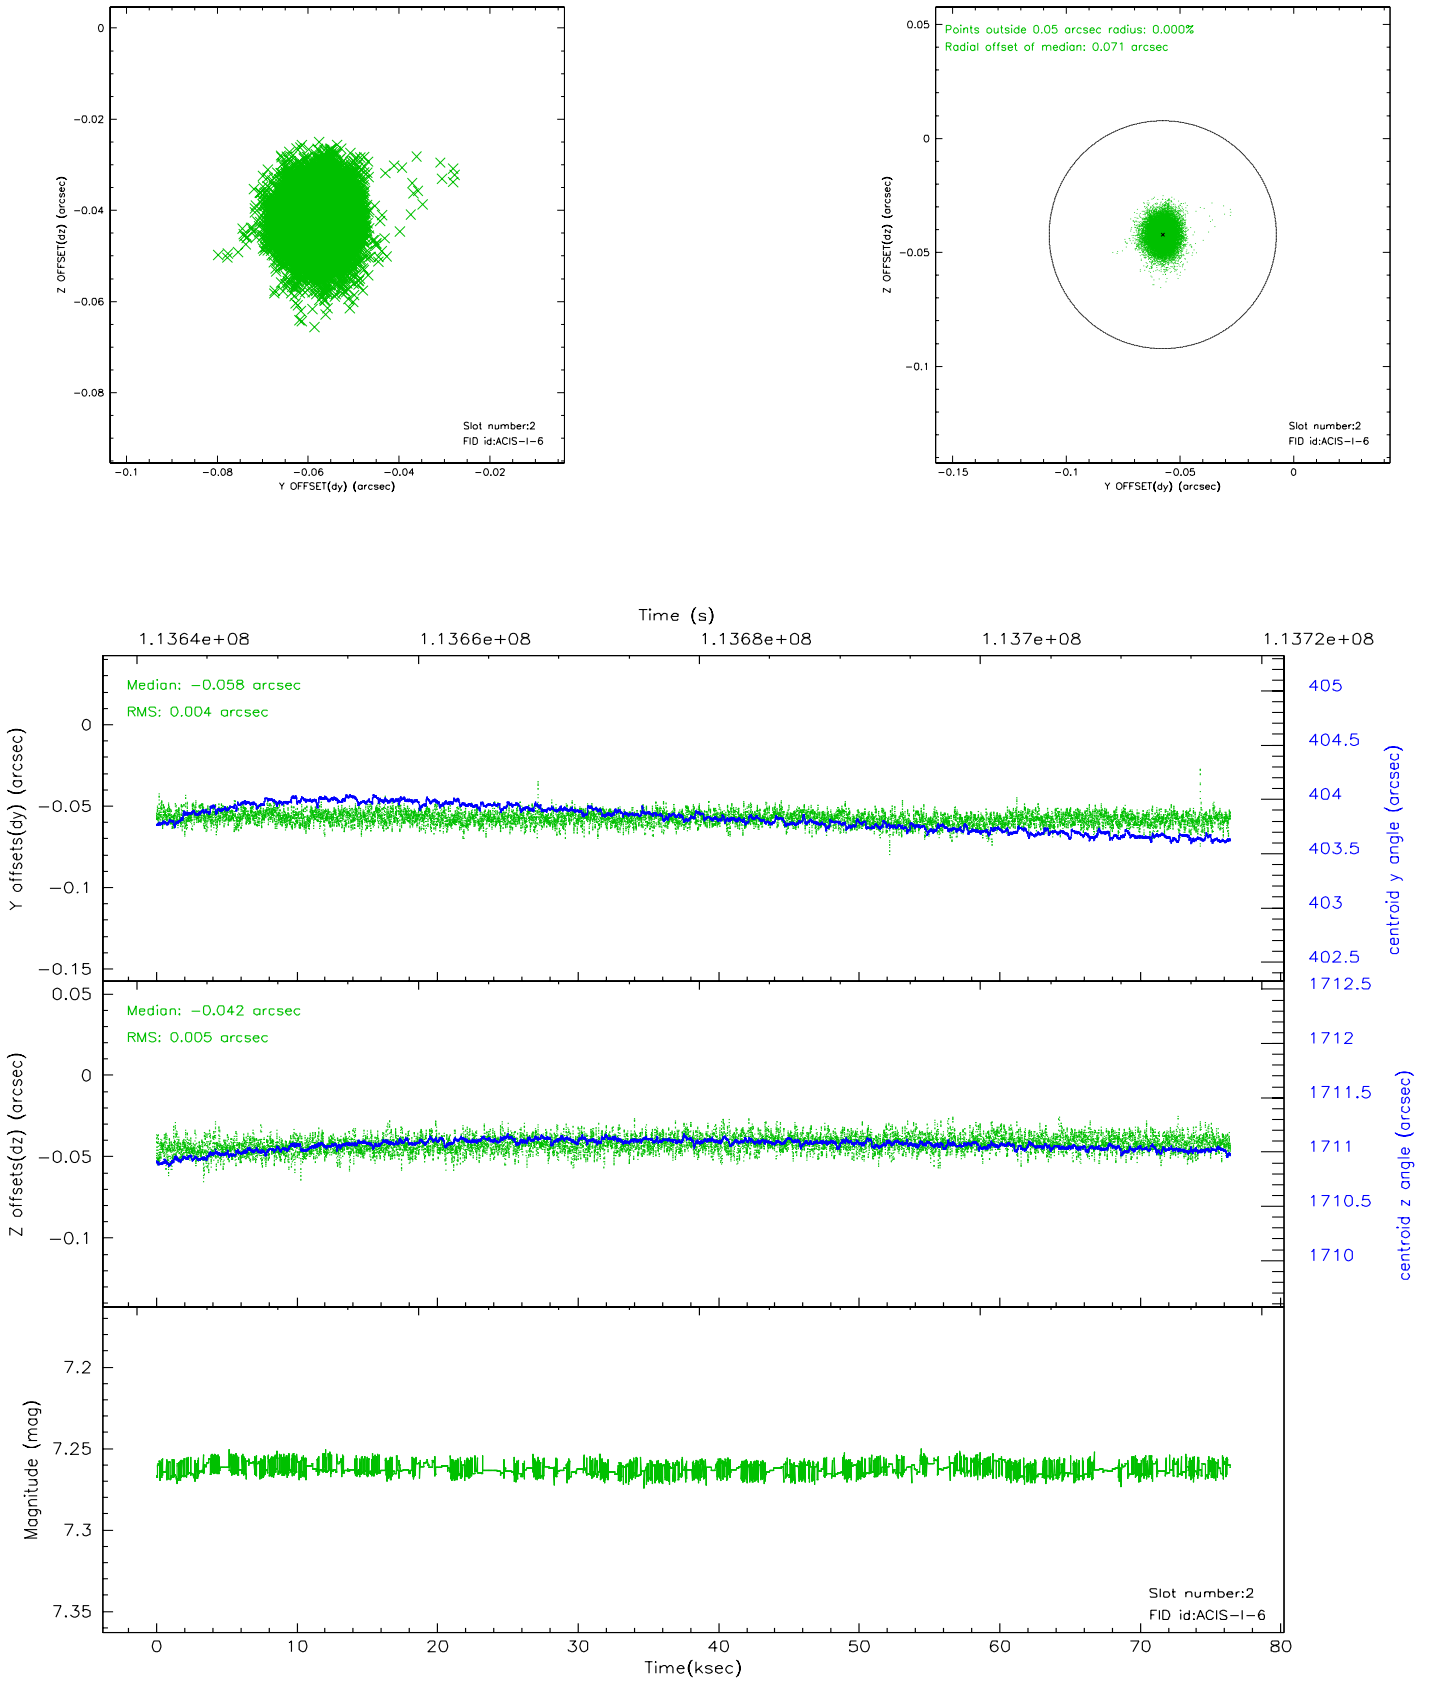 0
−0.02
−0.04
−0.06
−0.08
Z OFFSET(dz) (arcsec)
Slot number:2
FID id:ACIS−I−6
−0.1
−0.08
−0.06
−0.04
−0.02
Y OFFSET(dy) (arcsec)
Points outside 0.05 arcsec radius: 0.000%
Radial offset of median: 0.071 arcsec
0.05
0
−0.05
−0.1
Z OFFSET(dz) (arcsec)
Slot number:2
FID id:ACIS−I−6
−0.15
−0.1
−0.05
0
Y OFFSET(dy) (arcsec)
Time (s)
1.1364e+08
1.1366e+08
1.1368e+08
1.137e+08
1.1372e+08
Median: −0.058 arcsec
RMS: 0.004 arcsec
0
−0.05
−0.1
−0.15
Y offsets(dy) (arcsec)
405
404.5
404
403.5
403
402.5
centroid y angle (arcsec)
Median: −0.042 arcsec
RMS: 0.005 arcsec
0.05
0
−0.05
−0.1
Z offsets(dz) (arcsec)
1712.5
1712
1711.5
1711
1710.5
1710
centroid z angle (arcsec)
7.2
7.25
7.3
7.35
Magnitude (mag)
Slot number:2
FID id:ACIS−I−6
0
10
20
30
40
50
60
70
80
Time(ksec)